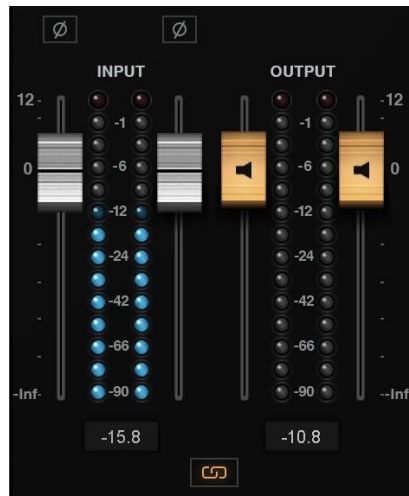 Ø Ø
INPUT OUTPUT
12 -1 -1 12
0 -6 -6 0
-12 -12
-24 -24
-42 -42
-66 -66
-Inf -90 -90 -Inf
-15.8 -10.8